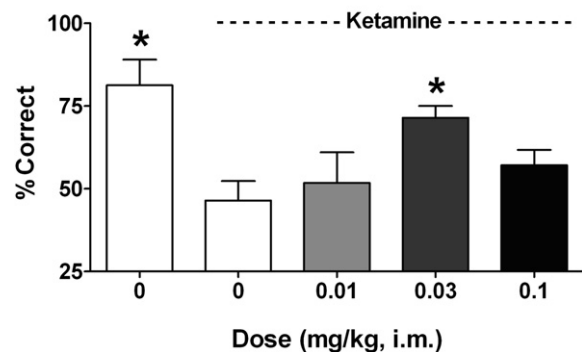 Ketamine
*
*
% Correct
100
75
50
25
0 0 0.01 0.03 0.1
Dose (mg/kg, i.m.)